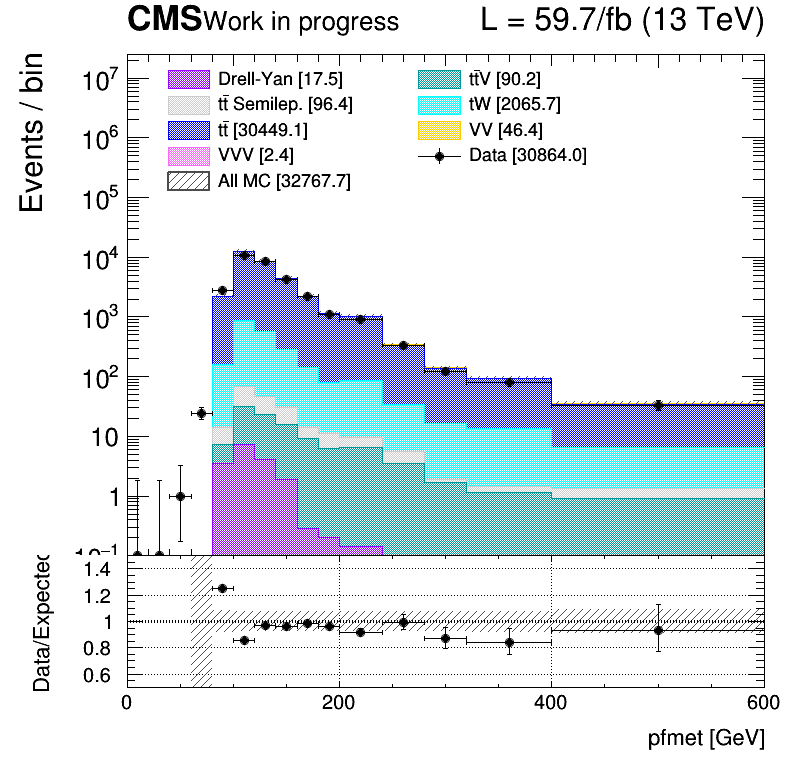 CMS Work in progress L = 59.7/fb (13 TeV)
Events / bin
10⁷
10⁶
10⁵
10⁴
10³
10²
10
1
10⁻¹
Drell-Yan [17.5]
tt̄ Semilep. [96.4]
tt̄ [30449.1]
VVV [2.4]
All MC [32767.7]
tt̄V [90.2]
tW [2065.7]
VV [46.4]
Data [30864.0]
Data/Expected
1.4
1.2
1
0.8
0.6
0 200 400 600
pfmet [GeV]